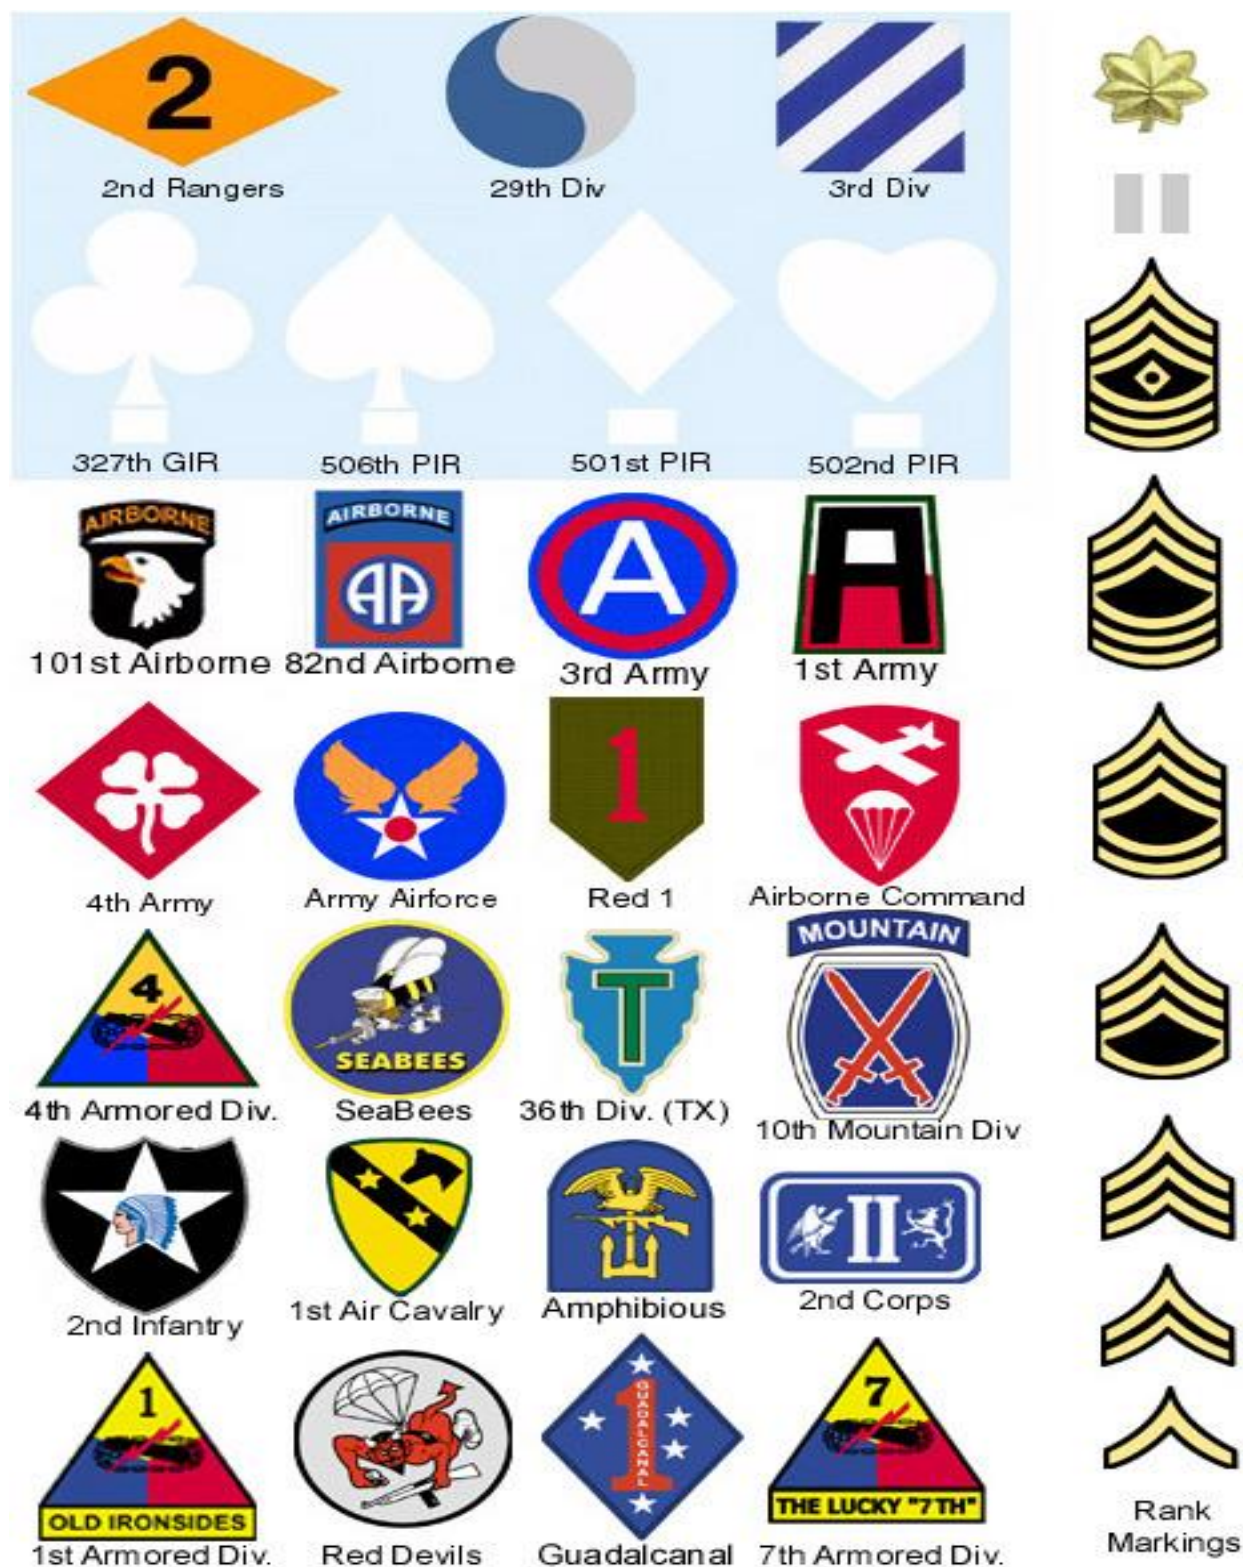 2
2nd Rangers
29th Div
3rd Div
327th GIR
506th PIR
501st PIR
502nd PIR
AIRBORNE
AIRBORNE
AA
A
A
101st Airborne
82nd Airborne
3rd Army
1st Army
1
4th Army
Army Airforce
Red 1
Airborne Command
MOUNTAIN
4
SEABEES
T
4th Armored Div.
SeaBees
36th Div. (TX)
10th Mountain Div
II
2nd Infantry
1st Air Cavalry
Amphibious
2nd Corps
1
OLD IRONSIDES
1
GUADALCANAL
7
THE LUCKY "7TH"
1st Armored Div.
Red Devils
Guadalcanal
7th Armored Div.
Rank
Markings